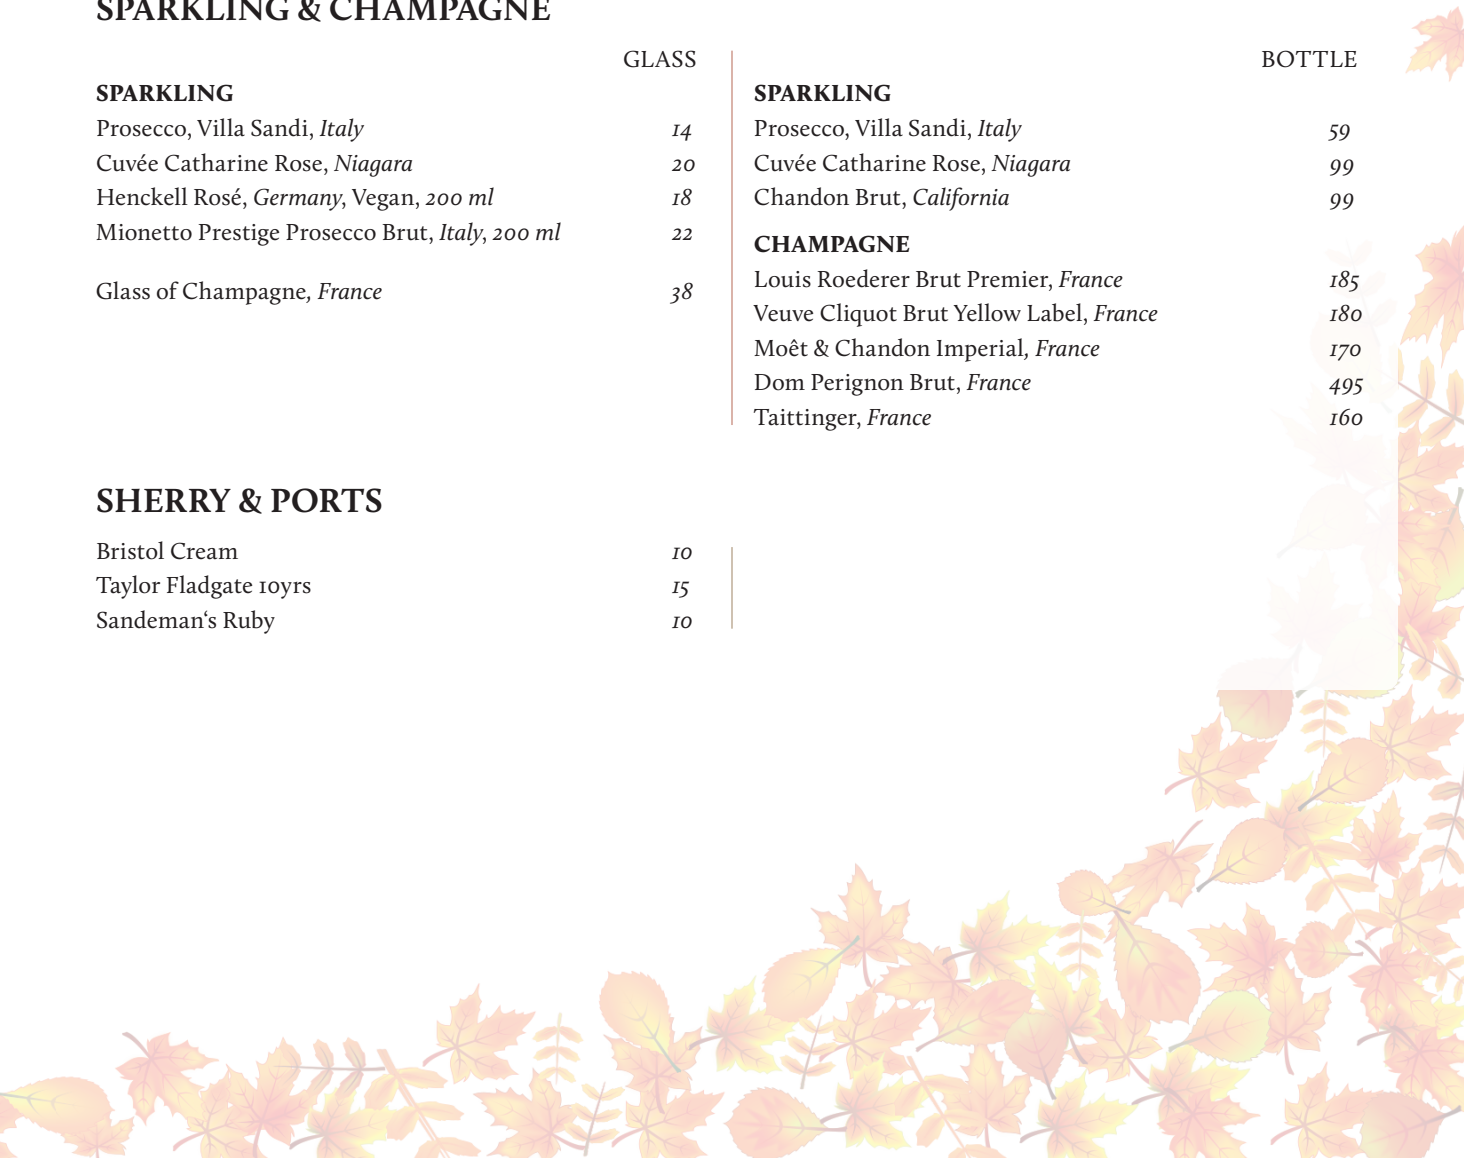 SPARKLING & CHAMPAGNE
GLASS
SPARKLING
Prosecco, Villa Sandi, Italy 14
Cuvée Catharine Rose, Niagara 20
Henckell Rosé, Germany, Vegan, 200 ml 18
Mionetto Prestige Prosecco Brut, Italy, 200 ml 22
Glass of Champagne, France 38
BOTTLE
SPARKLING
Prosecco, Villa Sandi, Italy 59
Cuvée Catharine Rose, Niagara 99
Chandon Brut, California 99
CHAMPAGNE
Louis Roederer Brut Premier, France 185
Veuve Cliquot Brut Yellow Label, France 180
Moêt & Chandon Imperial, France 170
Dom Perignon Brut, France 495
Taittinger, France 160
SHERRY & PORTS
Bristol Cream 10
Taylor Fladgate 10yrs 15
Sandeman‘s Ruby 10